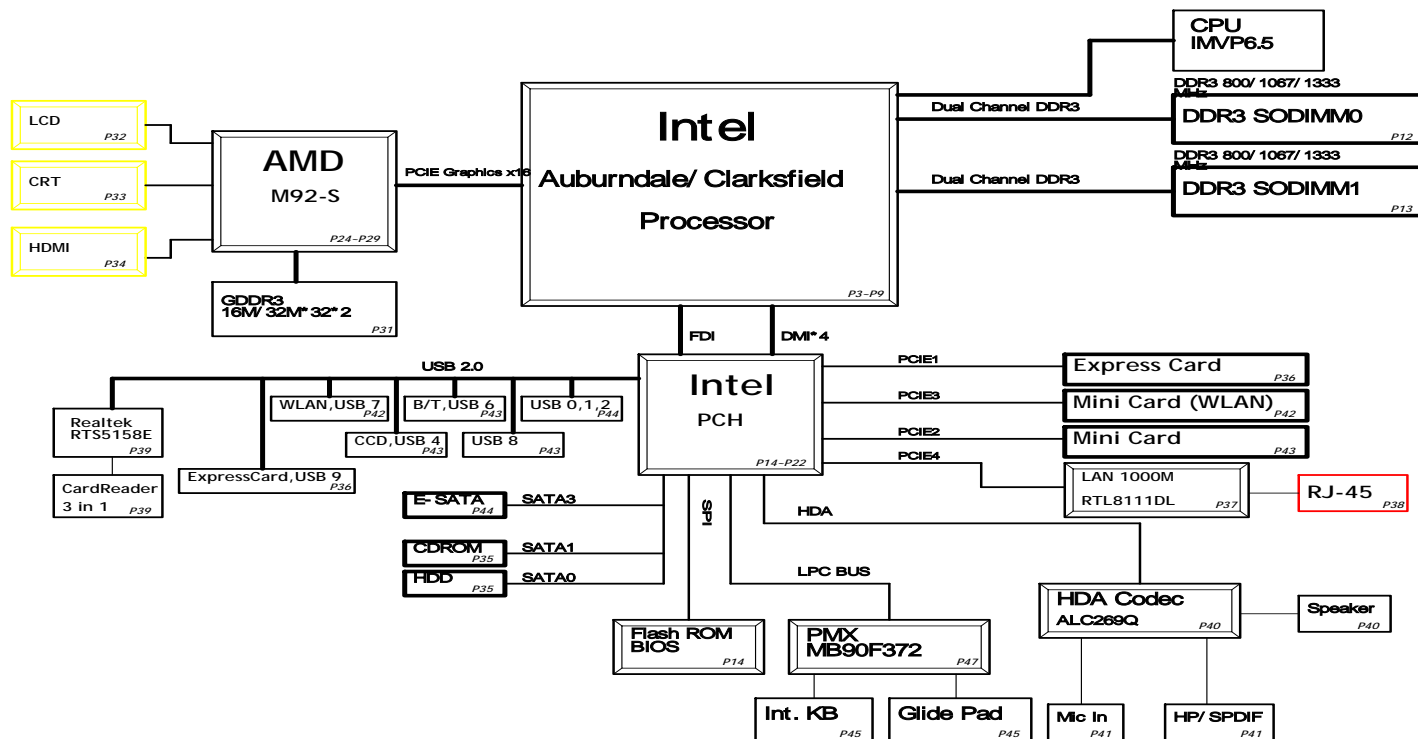 CPU
IMVP6.5
DDR3 800/ 1067/ 1333
MHz
Dual Channel DDR3
DDR3 SODIMM0
P12
DDR3 800/ 1067/ 1333
MHz
Dual Channel DDR3
DDR3 SODIMM1
P13
Intel
Auburndale/ Clarksfield
Processor
P3-P9
LCD
P32
CRT
P33
HDMI
P34
AMD
M92-S
P24-P29
PCIE Graphics x16
GDDR3
16M/ 32M* 32* 2
P31
FDI
DMI* 4
USB 2.0
Intel
PCH
P14-P22
PCIE1
Express Card
P36
PCIE3
Mini Card (WLAN)
P42
PCIE2
Mini Card
P43
PCIE4
LAN 1000M
RTL8111DL
P37
RJ-45
P38
Realtek
RTS5158E
P39
CardReader
3 in 1
P39
WLAN,USB 7
P42
B/T,USB 6
P43
USB 0,1,2
P44
CCD,USB 4
P43
USB 8
P43
ExpressCard,USB 9
P36
E- SATA
P44
SATA3
CDROM
P35
SATA1
HDD
P35
SATA0
SPI
HDA
LPC BUS
Flash ROM
BIOS
P14
PMX
MB90F372
P47
Int. KB
P45
Glide Pad
P45
HDA Codec
ALC269Q
P40
Speaker
P40
Mic In
P41
HP/ SPDIF
P41